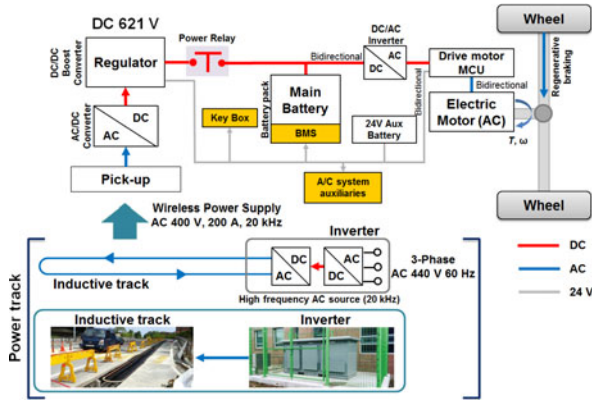 DC 621 V
Power Relay
DC/DC
Boost
Converter
Regulator
DC/AC
Inverter
Bidirectional
DC
AC
Drive motor
MCU
Wheel
Regenerative
braking
Bidirectional
Bidirectional
Electric
Motor (AC)
T, ω
Battery pack
Main
Battery
BMS
Key Box
24V Aux
Battery
AC/DC
Converter
DC
AC
Pick-up
A/C system
auxiliaries
Wheel
Wireless Power Supply
AC 400 V, 200 A, 20 kHz
Inverter
DC
AC
AC
DC
3-Phase
AC 440 V 60 Hz
Inductive track
High frequency AC source (20 kHz)
DC
AC
24 V
Power track
Inductive track
Inverter